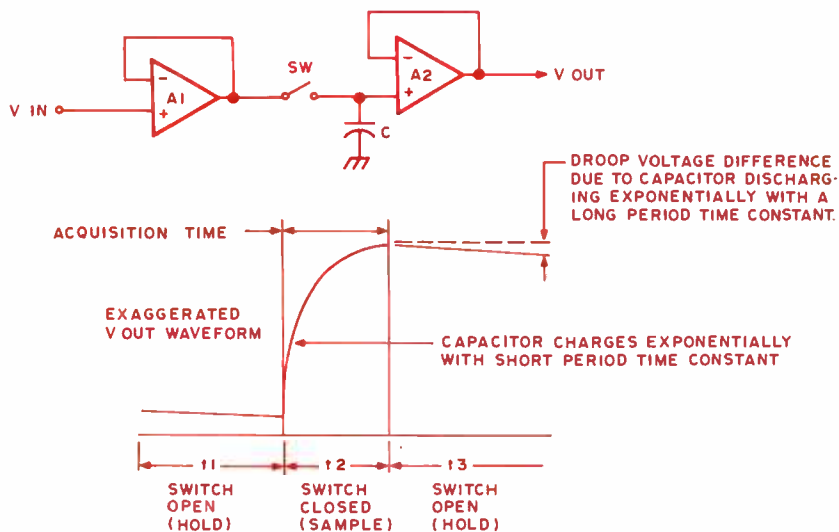 SW
A1
A2
V OUT
V IN
-
+
-
+
C
DROOP VOLTAGE DIFFERENCE
DUE TO CAPACITOR DISCHARG-
ING EXPONENTIALLY WITH A
LONG PERIOD TIME CONSTANT.
ACQUISITION TIME
EXAGGERATED
V OUT WAVEFORM
CAPACITOR CHARGES EXPONENTIALLY
WITH SHORT PERIOD TIME CONSTANT
t1
t2
t3
SWITCH
OPEN
(HOLD)
SWITCH
CLOSED
(SAMPLE)
SWITCH
OPEN
(HOLD)